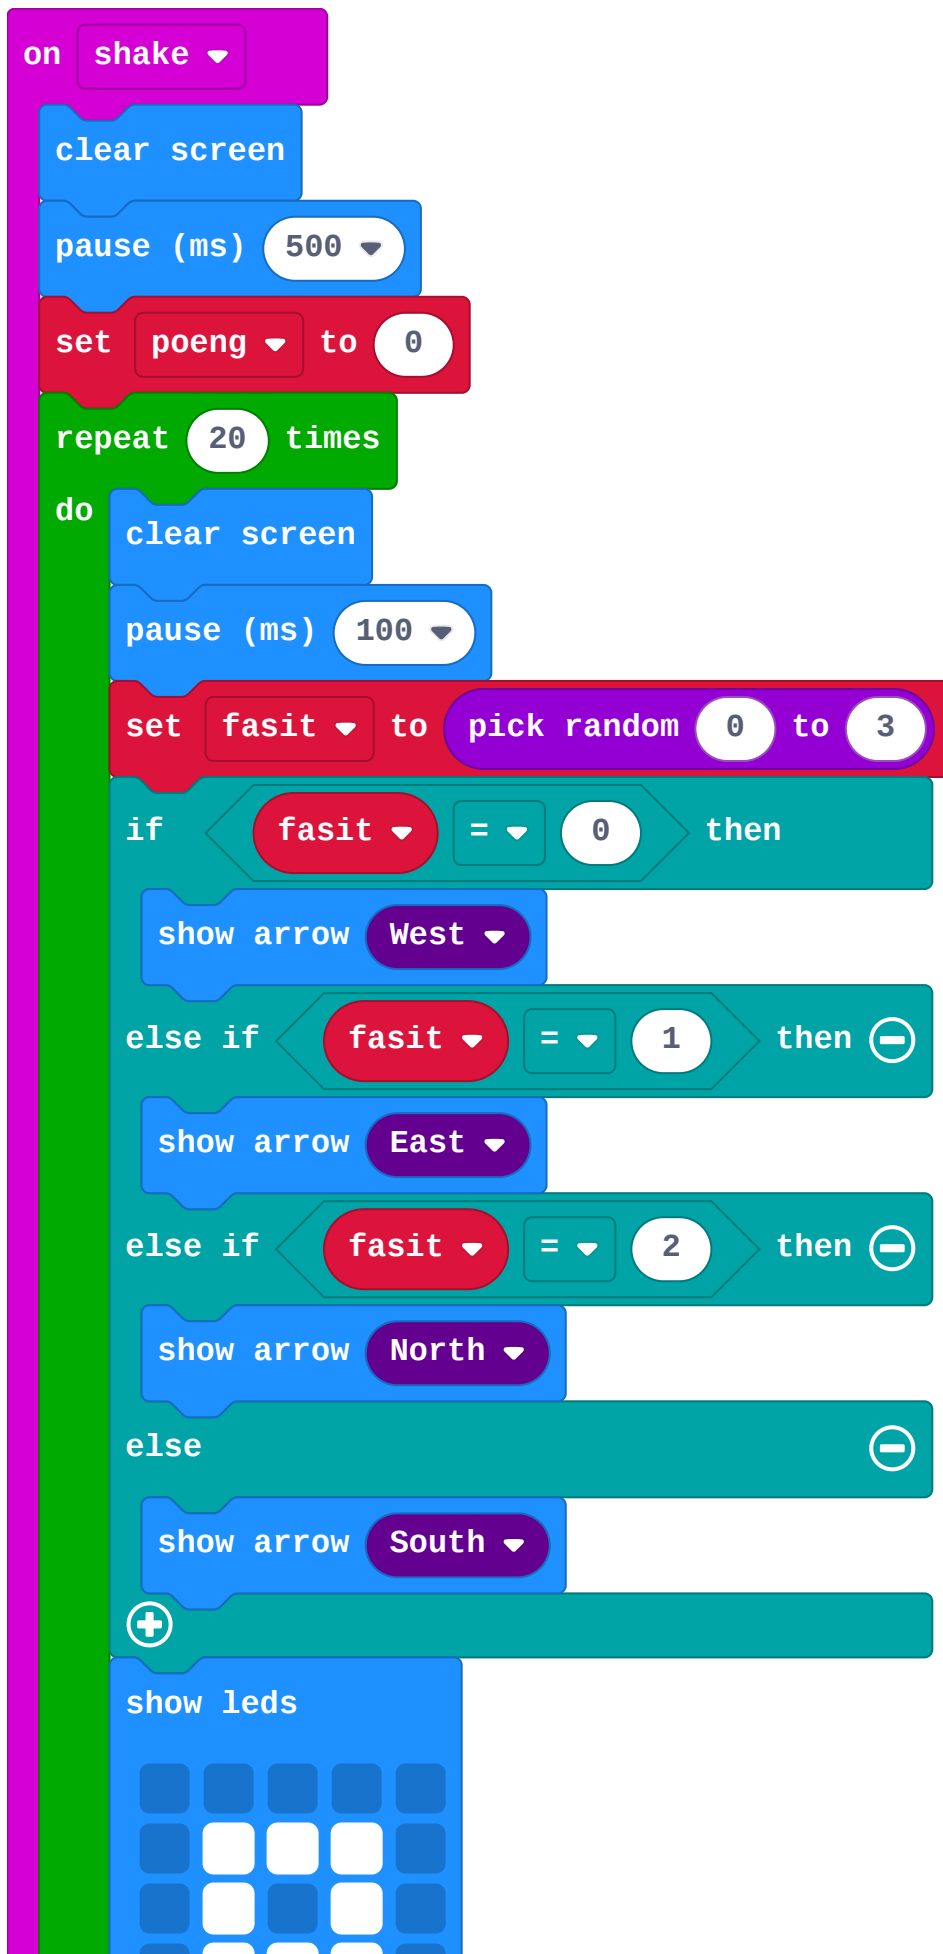 on shake
clear screen
pause (ms) 500
set poeng to 0
repeat 20 times
do
clear screen
pause (ms) 100
set fasit to pick random 0 to 3
if fasit = 0 then
show arrow West
else if fasit = 1 then
show arrow East
else if fasit = 2 then
show arrow North
else
show arrow South
show leds